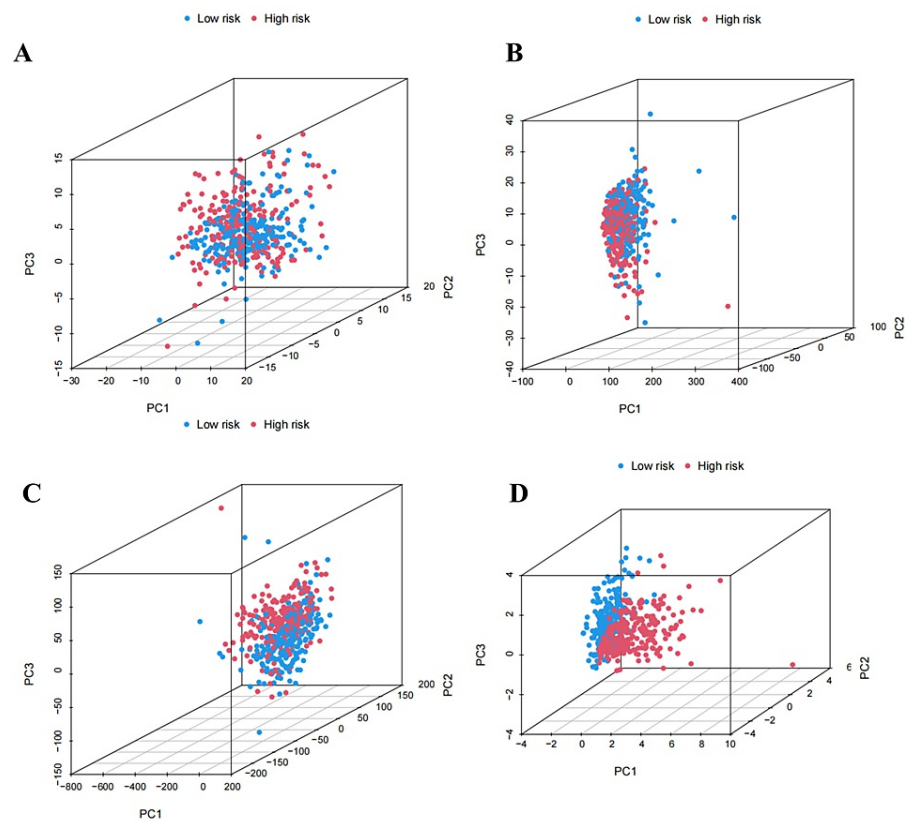 Low risk High risk
A
15
10
5
0
−5
−10
−15
PC3
−30 −20 −10 0 10 20
PC1
−15
−10
−5
0
5
10
15
20
PC2
Low risk High risk
B
40
30
20
10
0
−10
−20
−30
−40
PC3
−100 0 100 200 300 400
PC1
−100
−50
0
50
100
PC2
Low risk High risk
C
150
100
50
0
−50
−100
−150
PC3
−800 −600 −400 −200 0 200
PC1
−200
−150
−100
−50
0
50
100
150
200
PC2
Low risk High risk
D
4
2
0
−2
−4
PC3
−4 −2 0 2 4 6 8 10
PC1
−4
−2
0
2
4
6
PC2